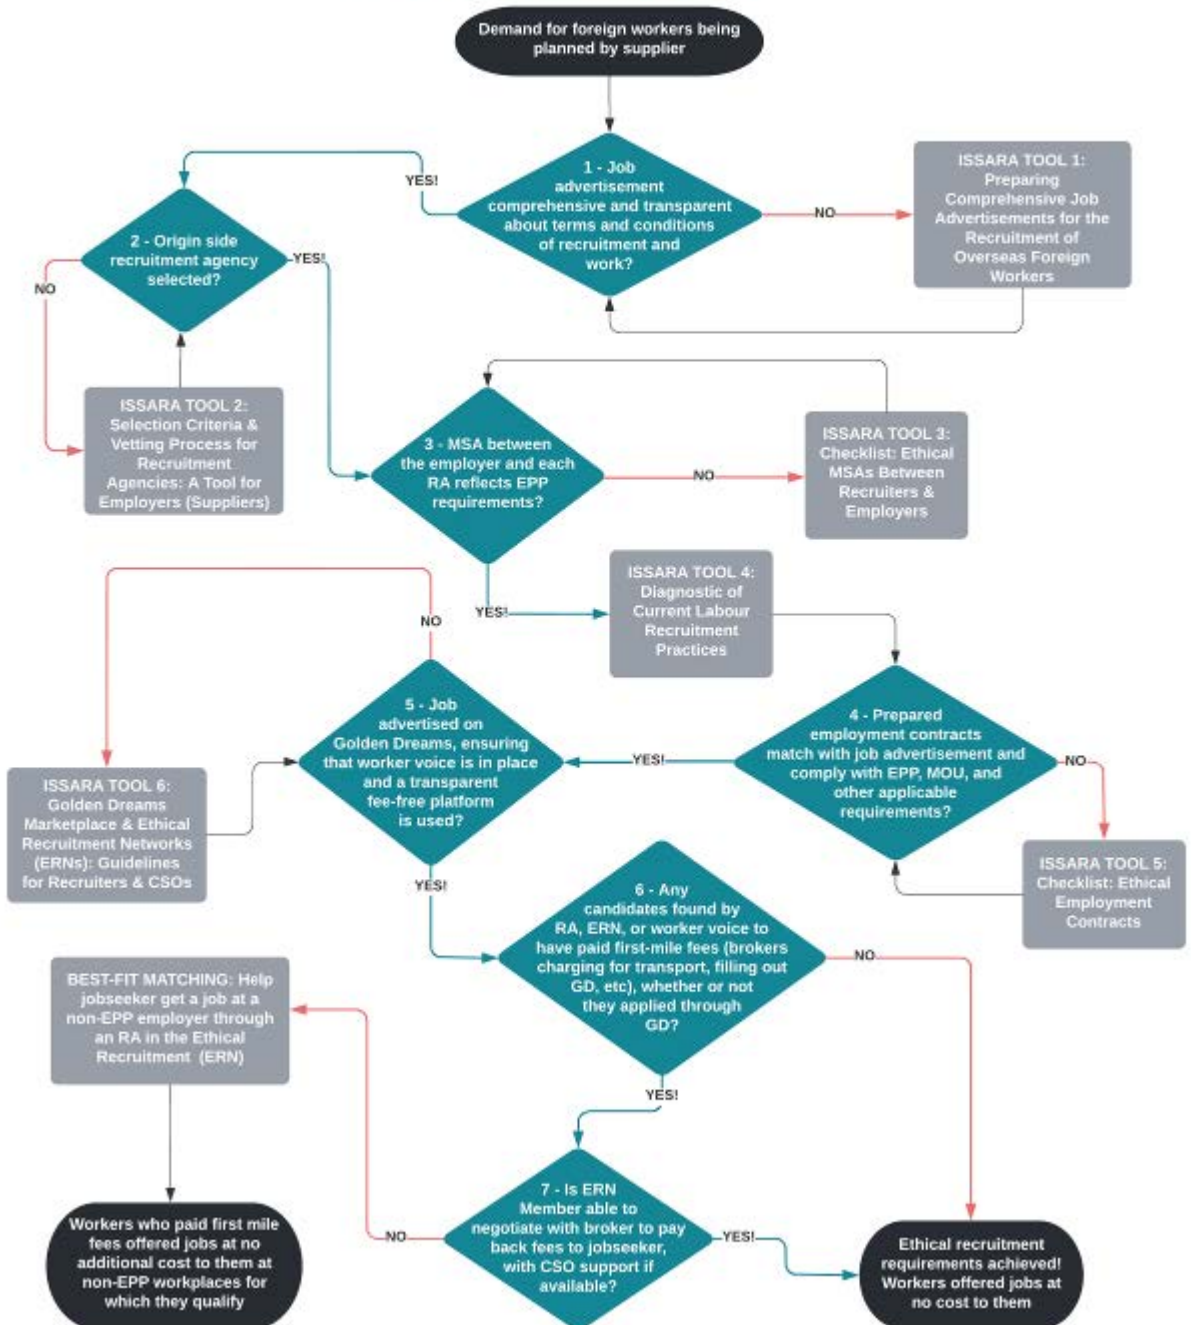 Demand for foreign workers being
planned by supplier
1 - Job
advertisement
comprehensive and transparent
about terms and conditions
of recruitment and
work?
YES!
NO
ISSARA TOOL 1:
Preparing
Comprehensive Job
Advertisements for the
Recruitment of
Overseas Foreign
Workers
2 - Origin side
recruitment agency
selected?
YES!
NO
ISSARA TOOL 2:
Selection Criteria &
Vetting Process for
Recruitment
Agencies: A Tool for
Employers (Suppliers)
3 - MSA between
the employer and each
RA reflects EPP
requirements?
NO
ISSARA TOOL 3:
Checklist: Ethical
MSAs Between
Recruiters &
Employers
YES!
ISSARA TOOL 4:
Diagnostic of
Current Labour
Recruitment
Practices
4 - Prepared
employment contracts
match with job advertisement and
comply with EPP, MOU, and
other applicable
requirements?
YES!
NO
ISSARA TOOL 5:
Checklist: Ethical
Employment
Contracts
5 - Job
advertised on
Golden Dreams, ensuring
that worker voice is in place
and a transparent
fee-free platform
is used?
NO
ISSARA TOOL 6:
Golden Dreams
Marketplace & Ethical
Recruitment Networks
(ERNs): Guidelines
for Recruiters & CSOs
YES!
6 - Any
candidates found by
RA, ERN, or worker voice to
have paid first-mile fees (brokers
charging for transport, filling out
GD, etc), whether or not
they applied through
GD?
NO
YES!
7 - Is ERN
Member able to
negotiate with broker to pay
back fees to jobseeker,
with CSO support if
available?
NO
YES!
BEST-FIT MATCHING: Help
jobseeker get a job at a
non-EPP employer through
an RA in the Ethical
Recruitment (ERN)
Workers who paid first mile
fees offered jobs at no
additional cost to them at
non-EPP workplaces for
which they qualify
Ethical recruitment
requirements achieved!
Workers offered jobs at
no cost to them